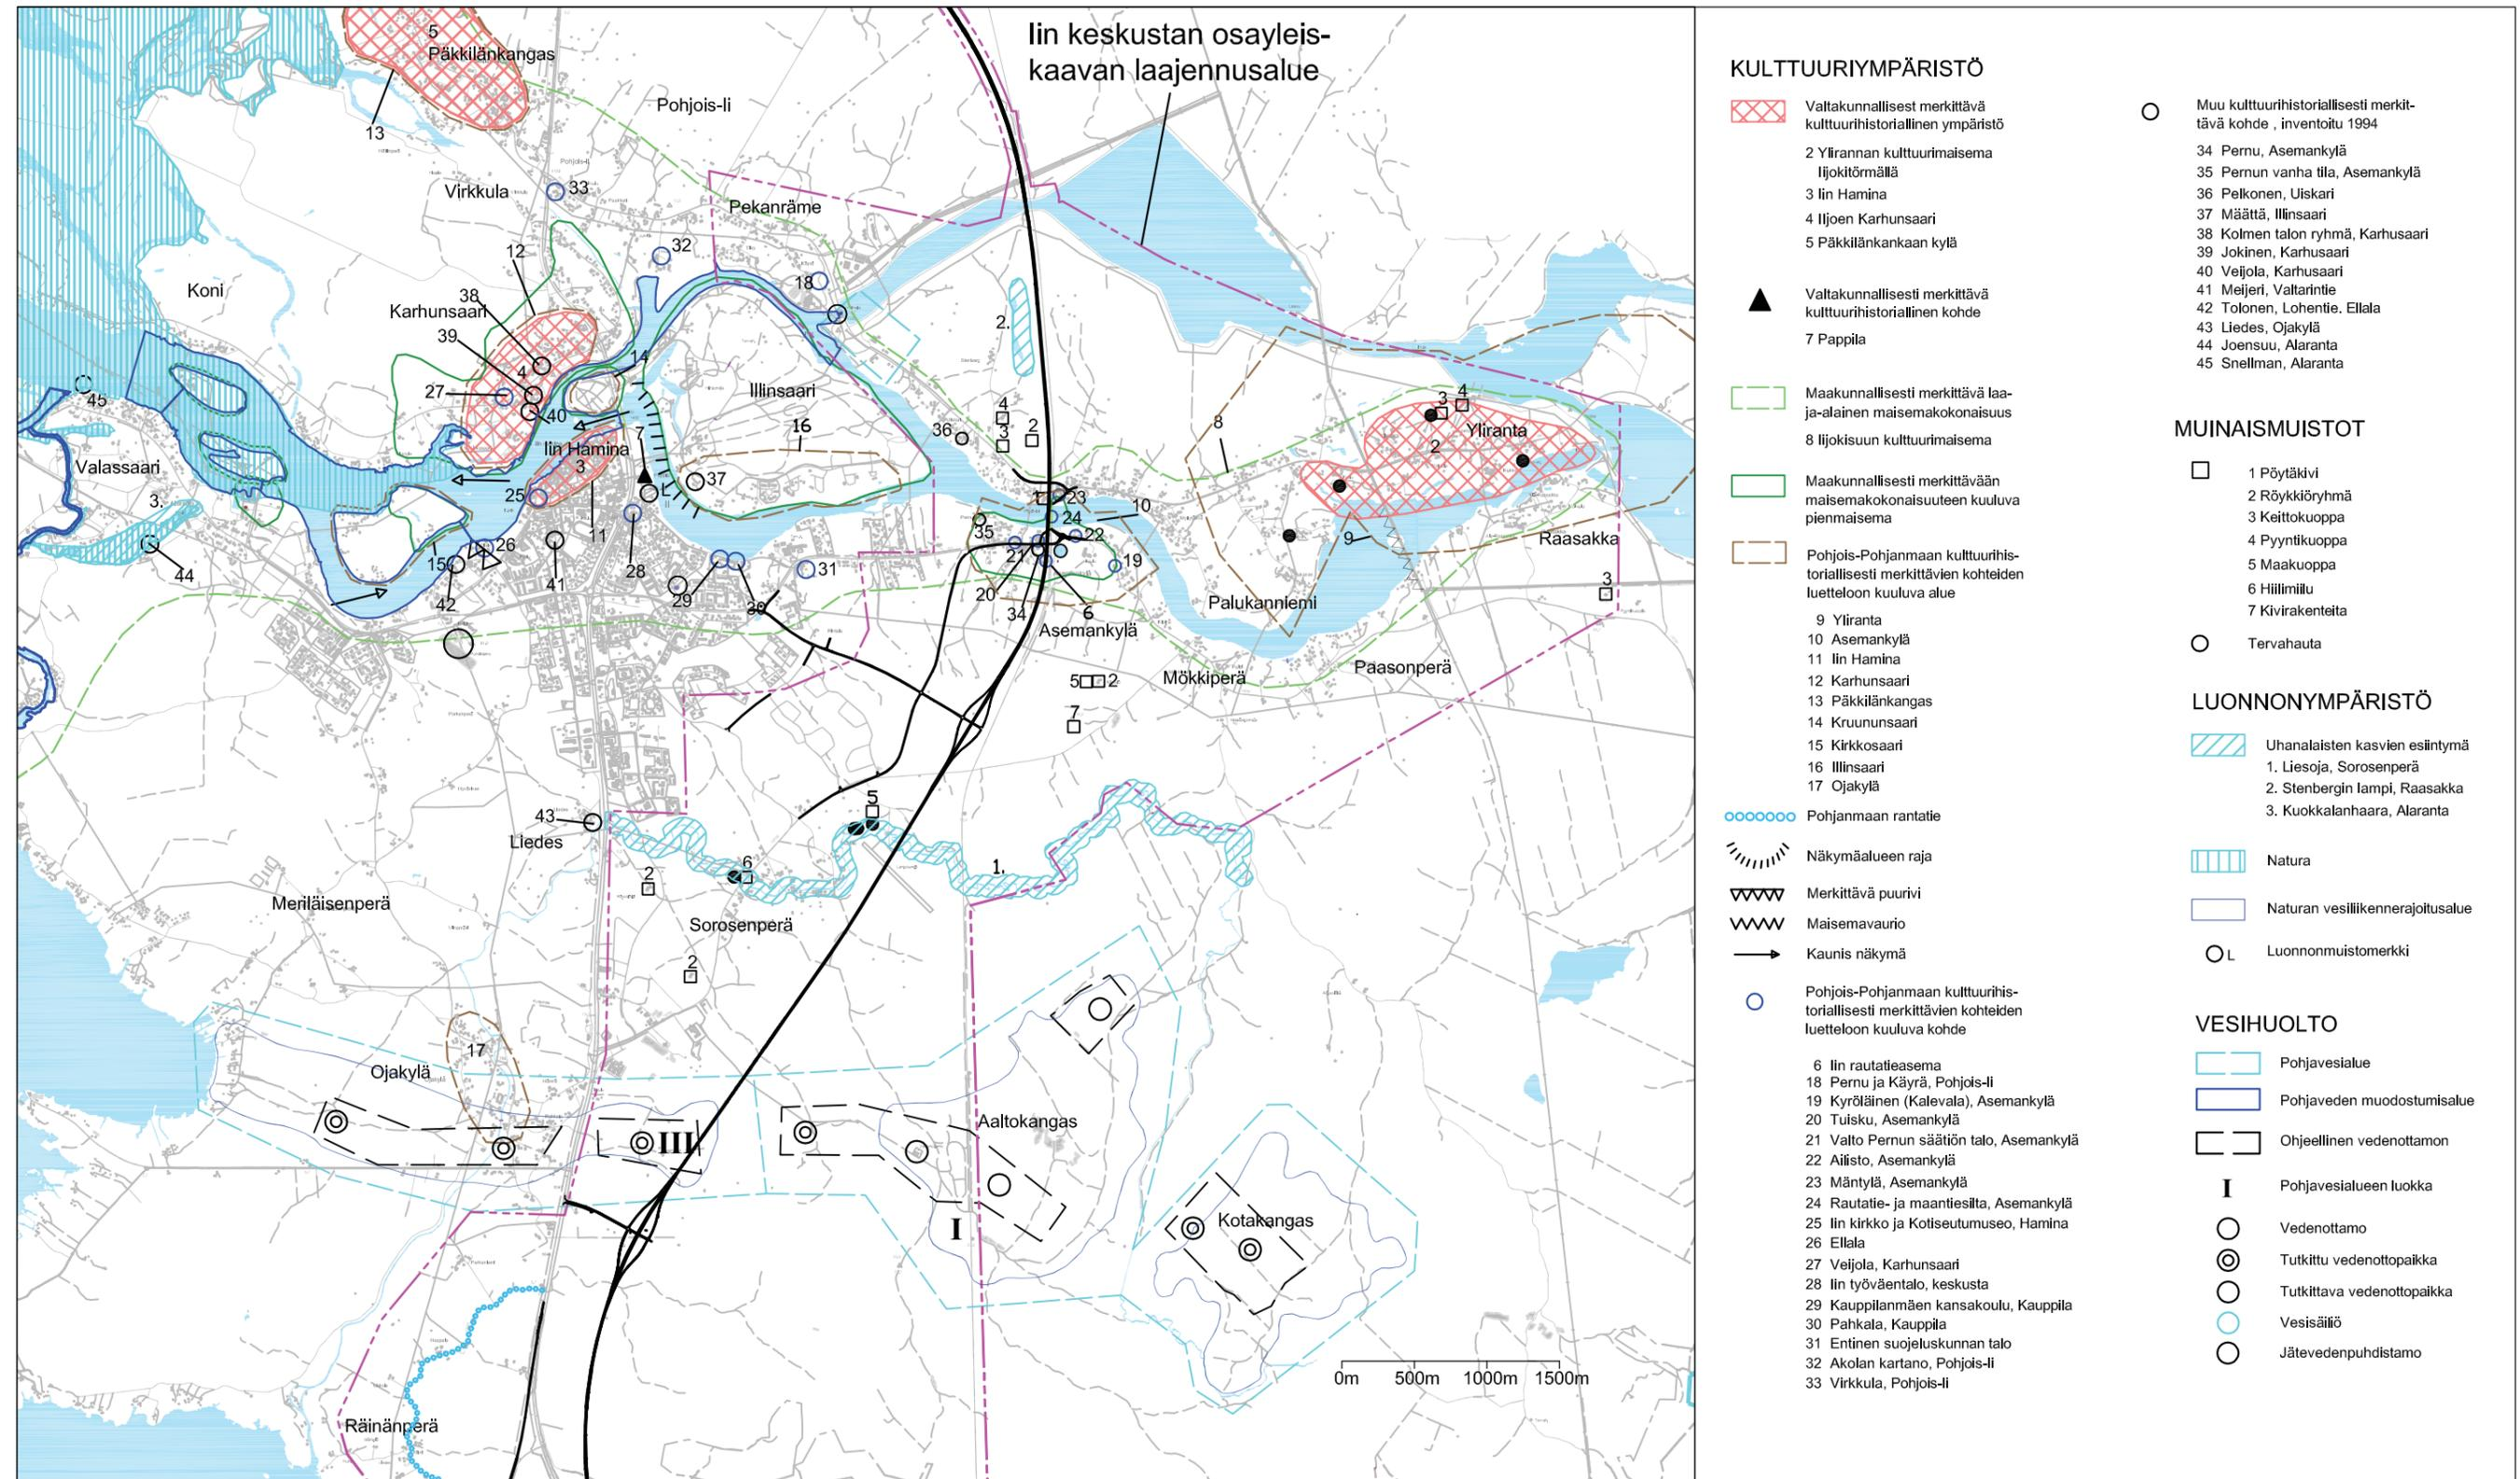 Iin keskustan osayleis-
kaavan laajennusalue
5
Päkkilänkangas
13
Pohjois-Ii
Virkkula
33
Pekanräme
12
32
18
Koni
38
Karhunsaari
39
14
4
27
40
45
Illinsaari
16
7
Iin Hamina
3
37
36
2.
4
3
2
8
3
4
Yliranta
2
Valassaari
3.
25
L
11
1
23
24
10
35
22
21
19
9
Raasakka
44
15
26
42
41
28
29
30
31
20
34
6
Asemankylä
Palukanniemi
3
5
2
Mökkiperä
Paasonperä
7
43
Liedes
5
6
2
1.
Meriläisenperä
Sorosenperä
2
17
Ojakylä
III
Aaltokangas
I
Kotakangas
0m
500m
1000m
1500m
Räinänperä
KULTTUURIYMPÄRISTÖ
Valtakunnallisest merkittävä
kulttuurihistoriallinen ympäristö
2 Ylirannan kulttuurimaisema
Iijokitörmällä
3 Iin Hamina
4 IIjoen Karhunsaari
5 Päkkilänkankaan kylä
Valtakunnallisesti merkittävä
kulttuurihistoriallinen kohde
7 Pappila
Maakunnallisesti merkittävä laa-
ja-alainen maisemakokonaisuus
8 Iijokisuun kulttuurimaisema
Maakunnallisesti merkittävään
maisemakokonaisuuteen kuuluva
pienmaisema
Pohjois-Pohjanmaan kulttuurihis-
toriallisesti merkittävien kohteiden
luetteloon kuuluva alue
9 Yliranta
10 Asemankylä
11 Iin Hamina
12 Karhunsaari
13 Päkkilänkangas
14 Kruununsaari
15 Kirkkosaari
16 Illinsaari
17 Ojakylä
Pohjanmaan rantatie
Näkymäalueen raja
Merkittävä puurivi
Maisemavaurio
Kaunis näkymä
Pohjois-Pohjanmaan kulttuurihis-
toriallisesti merkittävien kohteiden
luetteloon kuuluva kohde
6 Iin rautatieasema
18 Pernu ja Käyrä, Pohjois-Ii
19 Kyröläinen (Kalevala), Asemankylä
20 Tuisku, Asemankylä
21 Valto Pernun säätiön talo, Asemankylä
22 Ailisto, Asemankylä
23 Mäntylä, Asemankylä
24 Rautatie- ja maantiesilta, Asemankylä
25 Iin kirkko ja Kotiseutumuseo, Hamina
26 Ellala
27 Veijola, Karhunsaari
28 Iin työväentalo, keskusta
29 Kauppilanmäen kansakoulu, Kauppila
30 Pahkala, Kauppila
31 Entinen suojeluskunnan talo
32 Akolan kartano, Pohjois-Ii
33 Virkkula, Pohjois-Ii
Muu kulttuurihistoriallisesti merkit-
tävä kohde , inventoitu 1994
34 Pernu, Asemankylä
35 Pernun vanha tila, Asemankylä
36 Pelkonen, Uiskari
37 Määttä, Illinsaari
38 Kolmen talon ryhmä, Karhusaari
39 Jokinen, Karhusaari
40 Veijola, Karhusaari
41 Meijeri, Valtarintie
42 Tolonen, Lohentie. Ellala
43 Liedes, Ojakylä
44 Joensuu, Alaranta
45 Snellman, Alaranta
MUINAISMUISTOT
1 Pöytäkivi
2 Röykkiöryhmä
3 Keittokuoppa
4 Pyyntikuoppa
5 Maakuoppa
6 Hiilimiilu
7 Kivirakenteita
Tervahauta
LUONNONYMPÄRISTÖ
Uhanalaisten kasvien esiintymä
1. Liesoja, Sorosenperä
2. Stenbergin lampi, Raasakka
3. Kuokkalanhaara, Alaranta
Natura
Naturan vesiliikennerajoitusalue
L
Luonnonmuistomerkki
VESIHUOLTO
Pohjavesialue
Pohjaveden muodostumisalue
Ohjeellinen vedenottamon
I
Pohjavesialueen luokka
Vedenottamo
Tutkittu vedenottopaikka
Tutkittava vedenottopaikka
Vesisäiliö
Jätevedenpuhdistamo